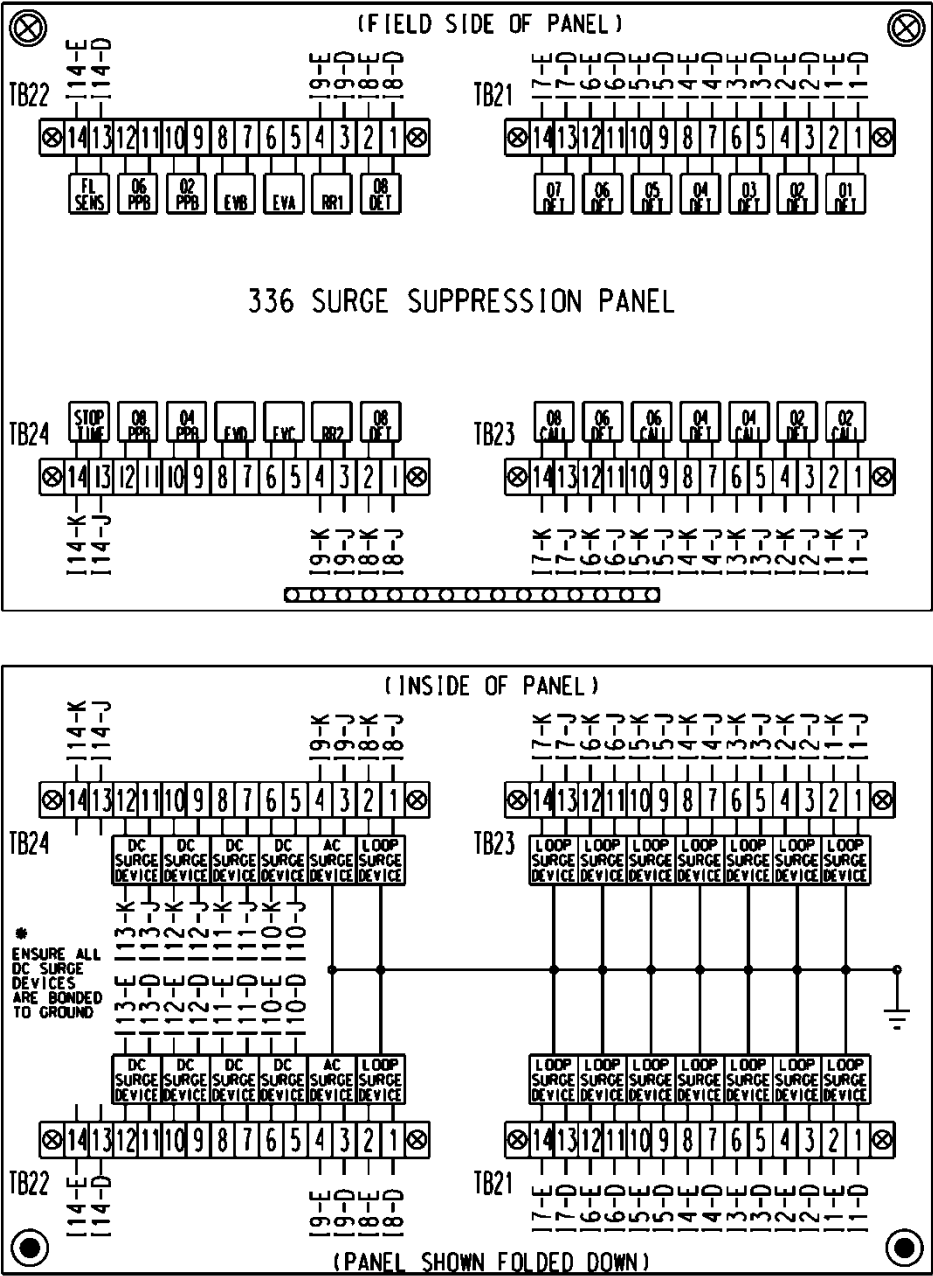 (FIELD SIDE OF PANEL)
I14-E I14-D I9-E I9-D I8-E I8-D I7-E I7-D I6-E I6-D I5-E I5-D I4-E I4-D I3-E I3-D I2-E I2-D I1-E I1-D
TB22 TB21
14 13 12 11 10 9 8 7 6 5 4 3 2 1 14 13 12 11 10 9 8 7 6 5 4 3 2 1
FL SENS 06 PPB 02 PPB EVB EVA RR1 08 DET 07 DET 06 DET 05 DET 04 DET 03 DET 02 DET 01 DET
336 SURGE SUPPRESSION PANEL
STOP TIME 08 PPB 04 PPB EVD EVC RR2 08 DET 08 CALL 06 DET 06 CALL 04 DET 04 CALL 02 DET 02 CALL
TB24 TB23
14 13 12 11 10 9 8 7 6 5 4 3 2 1 14 13 12 11 10 9 8 7 6 5 4 3 2 1
I14-K I14-J I9-K I9-J I8-K I8-J I7-K I7-J I6-K I6-J I5-K I5-J I4-K I4-J I3-K I3-J I2-K I2-J I1-K I1-J
(INSIDE OF PANEL)
I14-K I14-J I9-K I9-J I8-K I8-J I7-K I7-J I6-K I6-J I5-K I5-J I4-K I4-J I3-K I3-J I2-K I2-J I1-K I1-J
14 13 12 11 10 9 8 7 6 5 4 3 2 1 14 13 12 11 10 9 8 7 6 5 4 3 2 1
TB24 TB23
DC DC DC DC AC LOOP LOOP LOOP LOOP LOOP LOOP LOOP LOOP
SURGE SURGE SURGE SURGE SURGE SURGE SURGE SURGE SURGE SURGE SURGE SURGE SURGE
DEVICE DEVICE DEVICE DEVICE DEVICE DEVICE DEVICE DEVICE DEVICE DEVICE DEVICE DEVICE DEVICE
I13-K I13-J I12-K I12-J I11-K I11-J I10-K I10-J
*
ENSURE ALL
DC SURGE
DEVICES
ARE BONDED
TO GROUND
I13-E I13-D I12-E I12-D I11-E I11-D I10-E I10-D
DC DC DC DC AC LOOP LOOP LOOP LOOP LOOP LOOP LOOP LOOP
SURGE SURGE SURGE SURGE SURGE SURGE SURGE SURGE SURGE SURGE SURGE SURGE SURGE
DEVICE DEVICE DEVICE DEVICE DEVICE DEVICE DEVICE DEVICE DEVICE DEVICE DEVICE DEVICE DEVICE
14 13 12 11 10 9 8 7 6 5 4 3 2 1 14 13 12 11 10 9 8 7 6 5 4 3 2 1
TB22 TB21
I14-E I14-D I9-E I9-D I8-E I8-D I7-E I7-D I6-E I6-D I5-E I5-D I4-E I4-D I3-E I3-D I2-E I2-D I1-E I1-D
(PANEL SHOWN FOLDED DOWN)